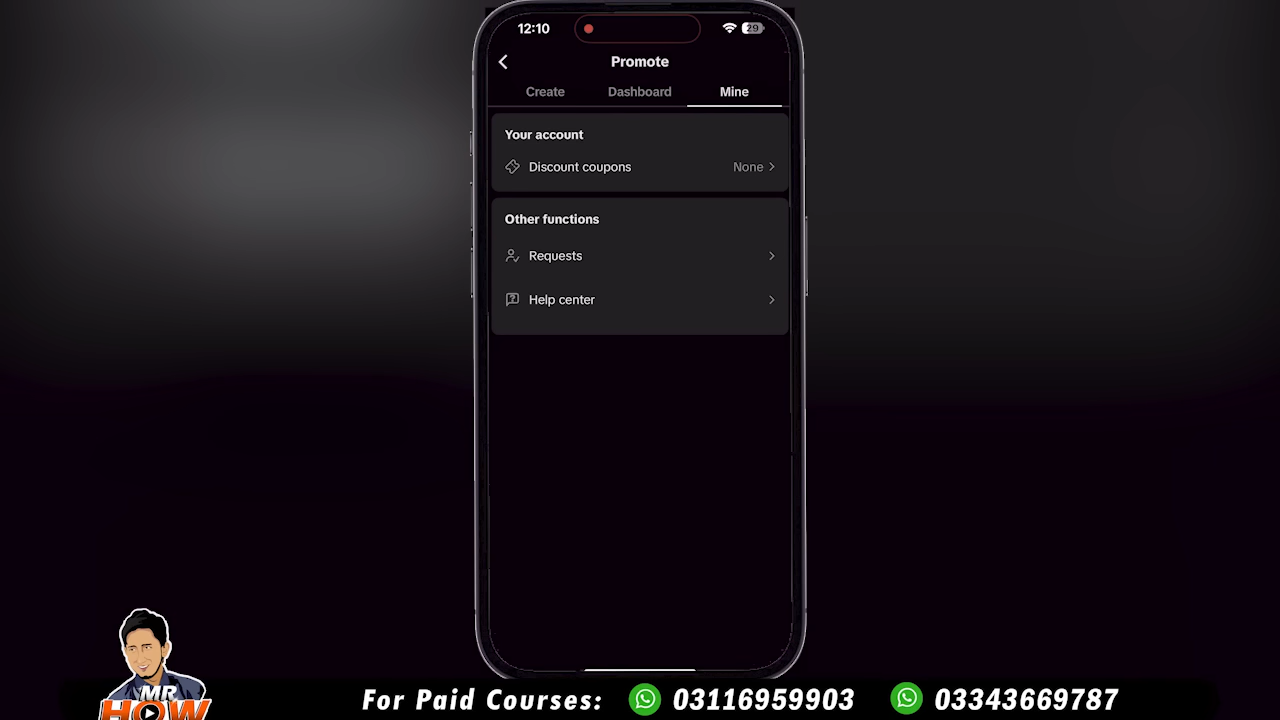 12:10
29
Promote
Create Dashboard Mine
Your account
Discount coupons None
Other functions
Requests
Help center
MR
HOW
For Paid Courses: 03116959903 03343669787